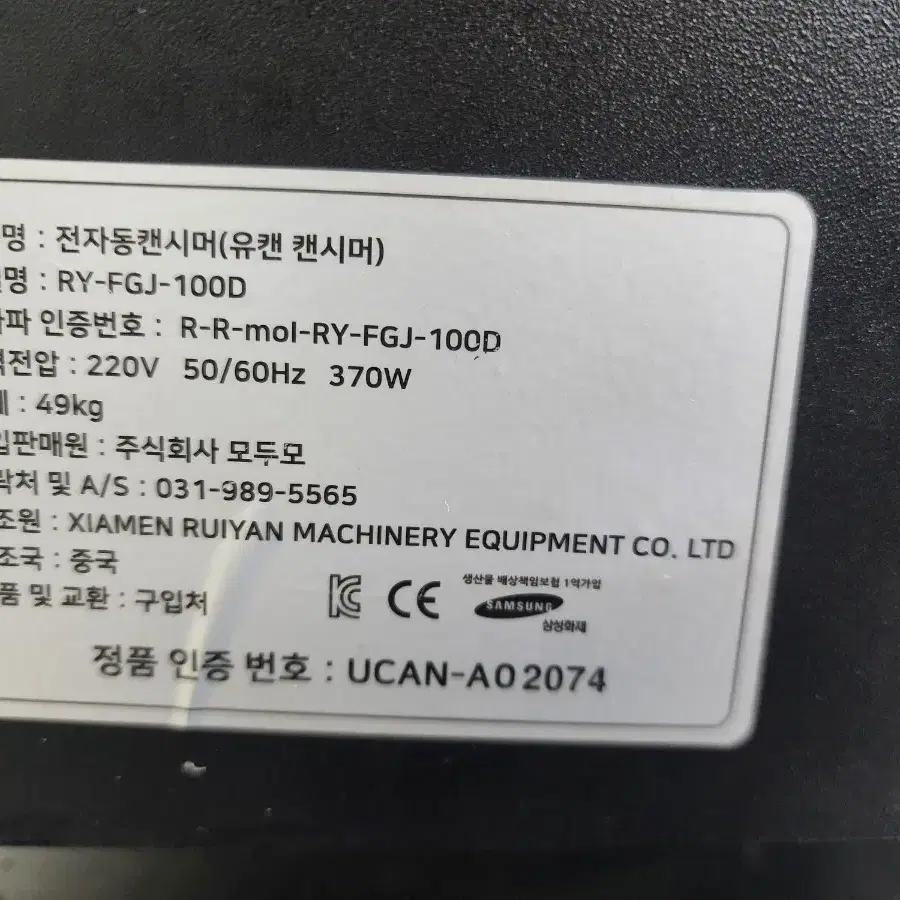 명 : 전자동캔시머(유캔 캔시머)
명 : RY-FGJ-100D
파 인증번호 : R-R-mol-RY-FGJ-100D
전압 : 220V 50/60Hz 370W
: 49kg
판매원 : 주식회사 모두모
락처 및 A/S : 031-989-5565
조원 : XIAMEN RUIYAN MACHINERY EQUIPMENT CO. LTD
조국 : 중국
품 및 교환 : 구입처
생산물 배상책임보험 1억가입
KC CE SAMSUNG
삼성화재
정품 인증 번호 : UCAN-A02074